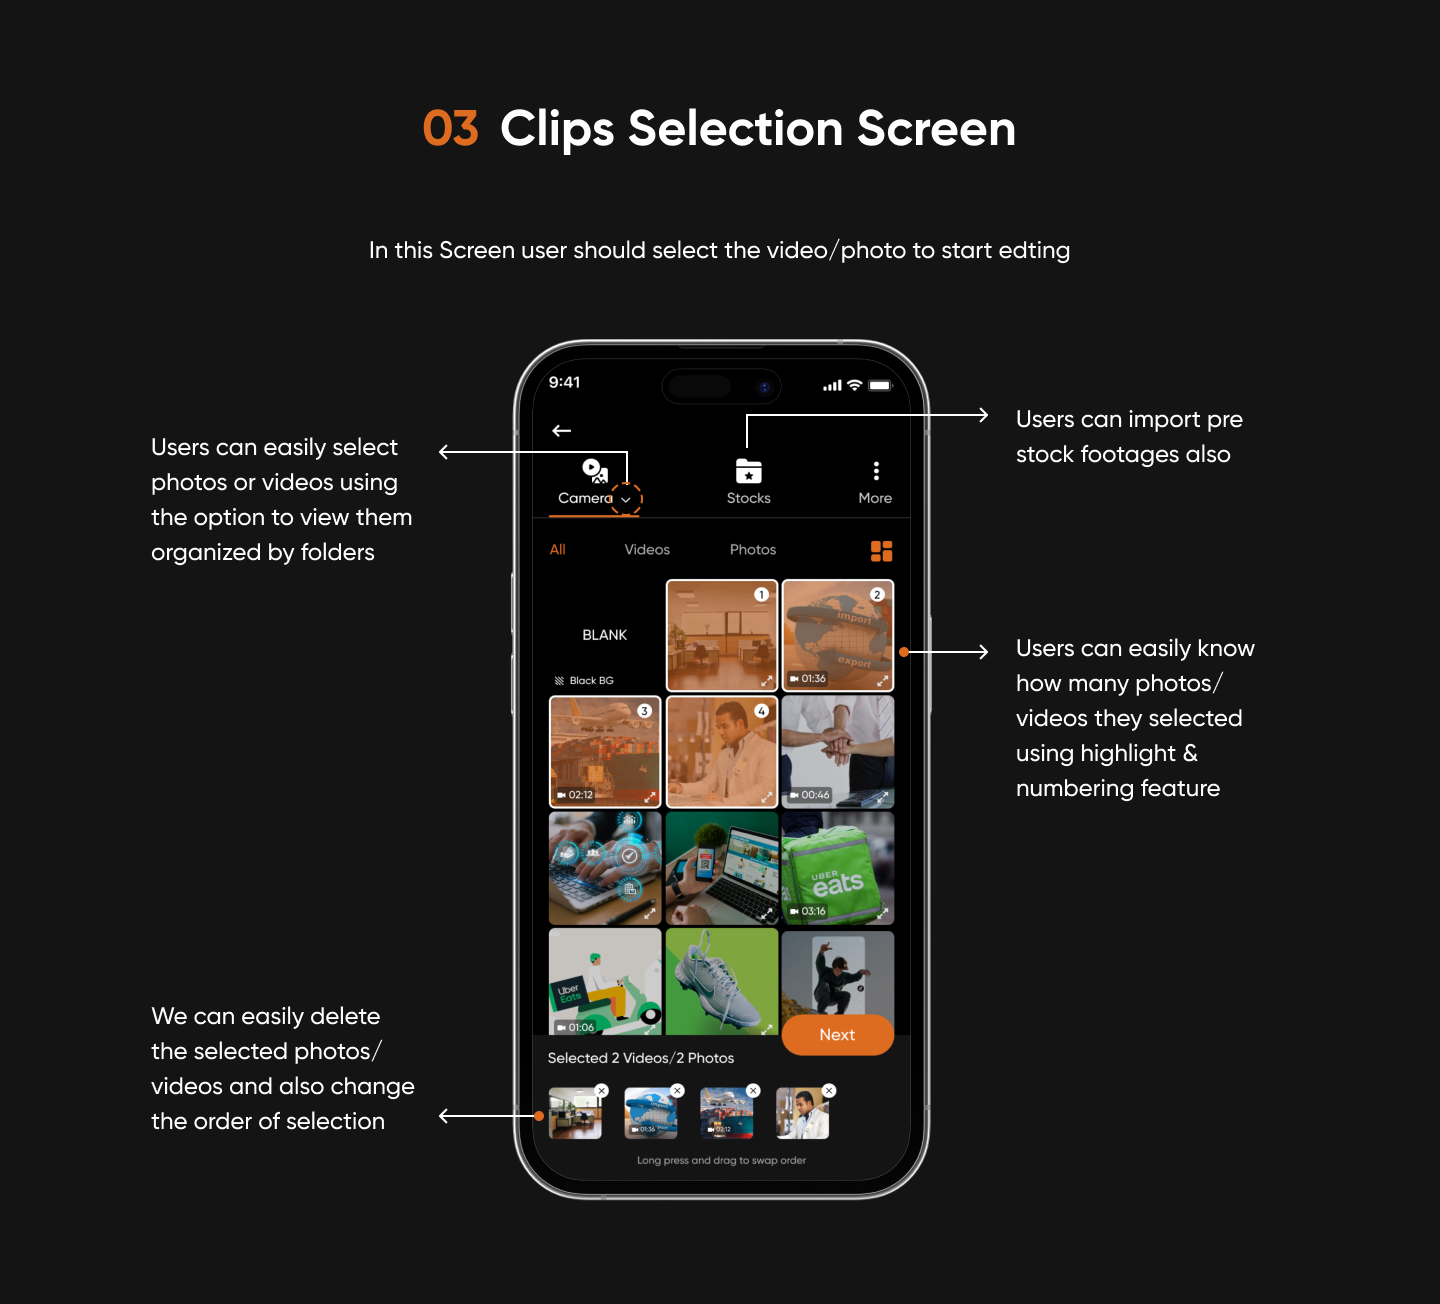 03 Clips Selection Screen
In this Screen user should select the video/photo to start edting
Users can easily select
photos or videos using
the option to view them
organized by folders
Users can import pre
stock footages also
Users can easily know
how many photos/
videos they selected
using highlight &
numbering feature
We can easily delete
the selected photos/
videos and also change
the order of selection
9:41
Camera
Stocks
More
All
Videos
Photos
BLANK
Black BG
1
2
import
export
01:36
3
02:12
4
00:46
UBER
eats
03:16
Uber
Eats
01:06
Next
Selected 2 Videos/2 Photos
01:36
02:12
Long press and drag to swap order